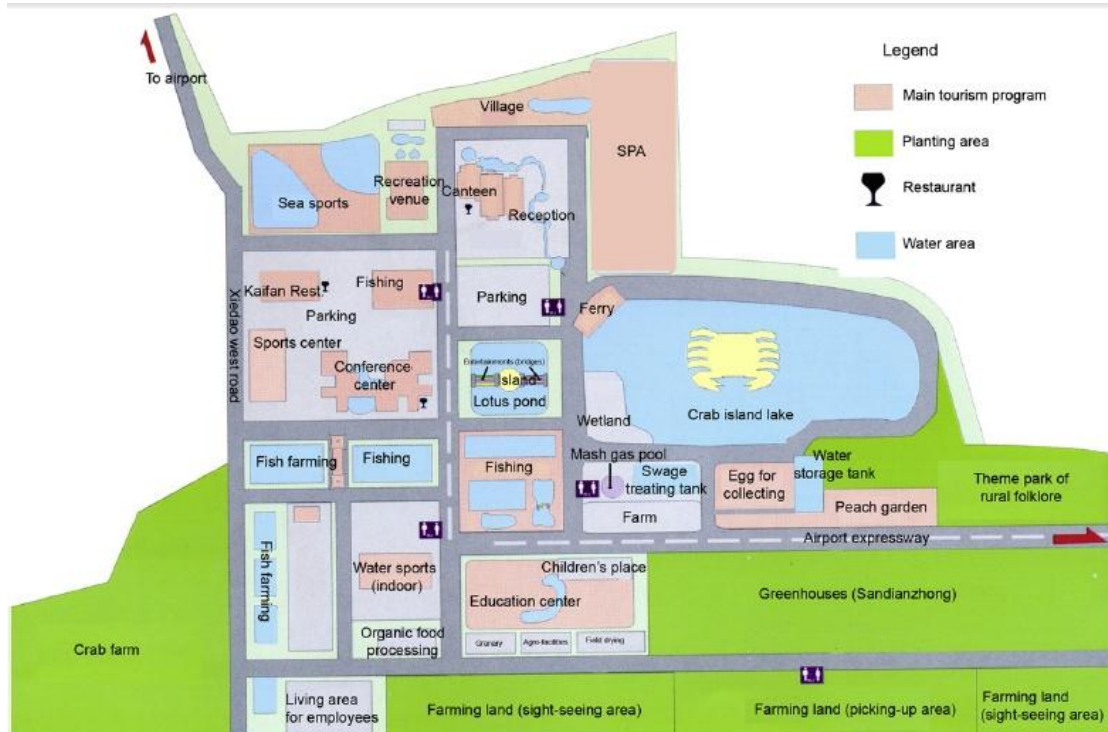 Legend
To airport
Main tourism program
Village
Planting area
SPA
Restaurant
Recreation
venue
Canteen
Sea sports
Reception
Water area
Xiedao west road
Kaifan Rest.
Fishing
Parking
Parking
Ferry
Sports center
Conference
center
Entertainments (bridges)
Island
Lotus pond
Crab island lake
Wetland
Mash gas pool
Fish farming
Fishing
Fishing
Swage
treating tank
Egg for
collecting
Water
storage tank
Theme park of
rural folklore
Farm
Peach garden
Airport expressway
Fish farming
Water sports
(indoor)
Children's place
Education center
Greenhouses (Sandianzhong)
Organic food
processing
Granary
Agro-facilities
Field drying
Crab farm
Living area
for employees
Farming land (sight-seeing area)
Farming land (picking-up area)
Farming land
(sight-seeing area)